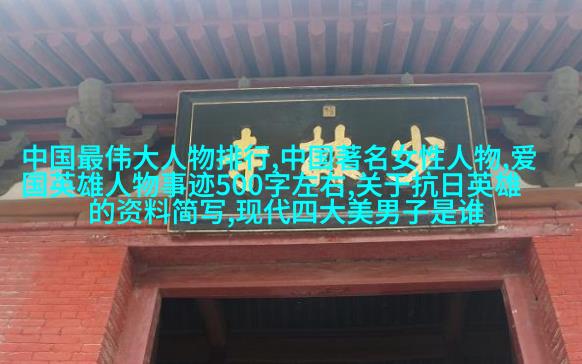 中国最伟大人物排行,中国著名女性人物,爱
国英雄人物事迹500字左右,关于抗日英雄
的资料简写,现代四大美男子是谁
少林寺